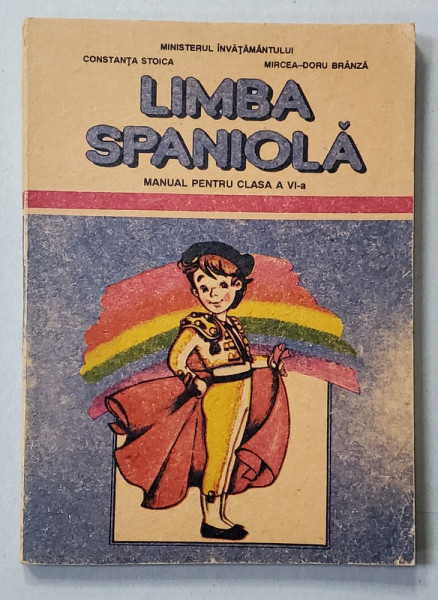 MINISTERUL ÎNVĂȚĂMÂNTULUI
CONSTANȚA STOICA MIRCEA-DORU BRÂNZĂ
LIMBA
SPANIOLĂ
MANUAL PENTRU CLASA A VI-a